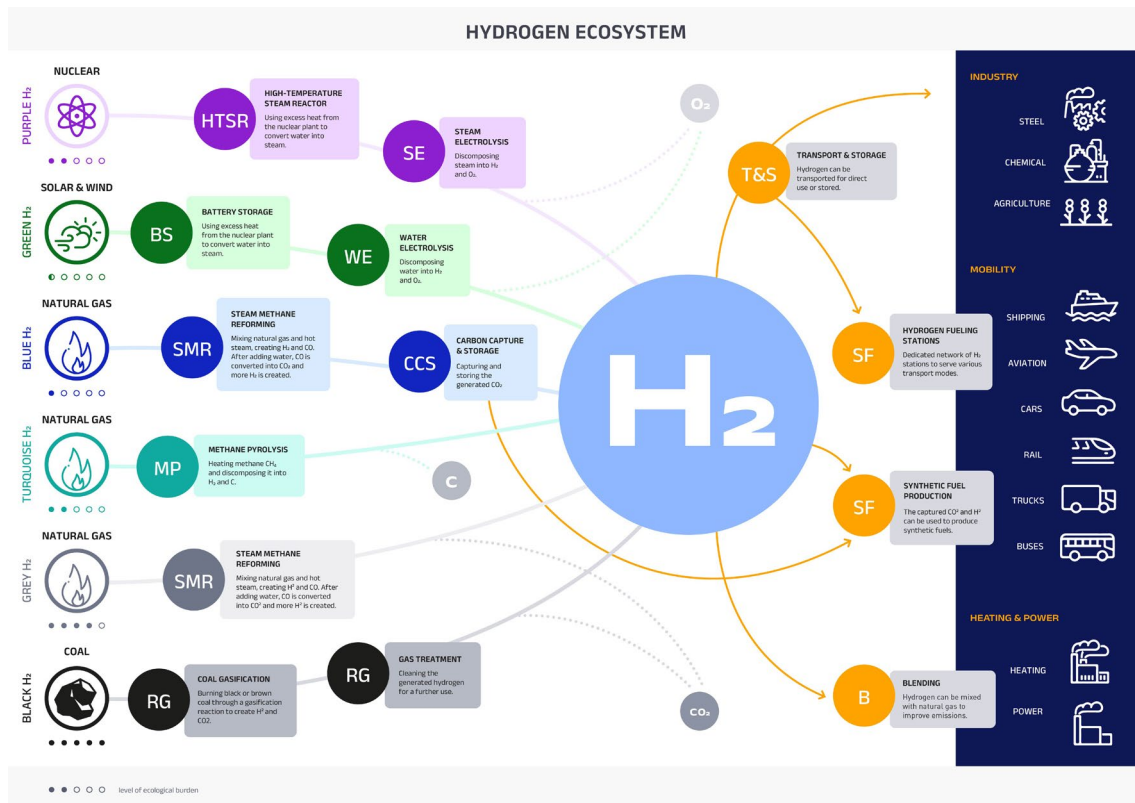 HYDROGEN ECOSYSTEM
PURPLE H₂
NUCLEAR
HTSR
HIGH-TEMPERATURE
STEAM REACTOR
Using excess heat from
the nuclear plant to
convert water into
steam.
SE
STEAM
ELECTROLYSIS
Discomposing
steam into H₂
and O₂.
GREEN H₂
SOLAR & WIND
BS
BATTERY STORAGE
Using excess heat
from the nuclear plant
to convert water into
steam.
WE
WATER
ELECTROLYSIS
Discomposing
water into H₂
and O₂.
BLUE H₂
NATURAL GAS
SMR
STEAM METHANE
REFORMING
Mixing natural gas and hot
steam, creating H₂ and CO.
After adding water, CO is
converted into CO₂ and
more H₂ is created.
CCS
CARBON CAPTURE
& STORAGE
Capturing and
storing the
generated CO₂
TURQUOISE H₂
NATURAL GAS
MP
METHANE PYROLYSIS
Heating methane CH₄
and discomposing it into
H₂ and C.
C
GREY H₂
NATURAL GAS
SMR
STEAM METHANE
REFORMING
Mixing natural gas and hot
steam, creating H² and CO. After
adding water, CO is converted
into CO² and more H² is created.
BLACK H₂
COAL
RG
COAL GASIFICATION
Burning black or brown
coal through a gasification
reaction to create H² and
CO2.
RG
GAS TREATMENT
Cleaning the
generated hydrogen
for a further use.
O₂
H₂
CO₂
T&S
TRANSPORT & STORAGE
Hydrogen can be
transported for direct
use or stored.
SF
HYDROGEN FUELING
STATIONS
Dedicated network of H₂
stations to serve various
transport modes.
SF
SYNTHETIC FUEL
PRODUCTION
The captured CO² and H²
can be used to produce
synthetic fuels.
B
BLENDING
Hydrogen can be mixed
with natural gas to
improve emissions.
INDUSTRY
STEEL
CHEMICAL
AGRICULTURE
MOBILITY
SHIPPING
AVIATION
CARS
RAIL
TRUCKS
BUSES
HEATING & POWER
HEATING
POWER
level of ecological burden